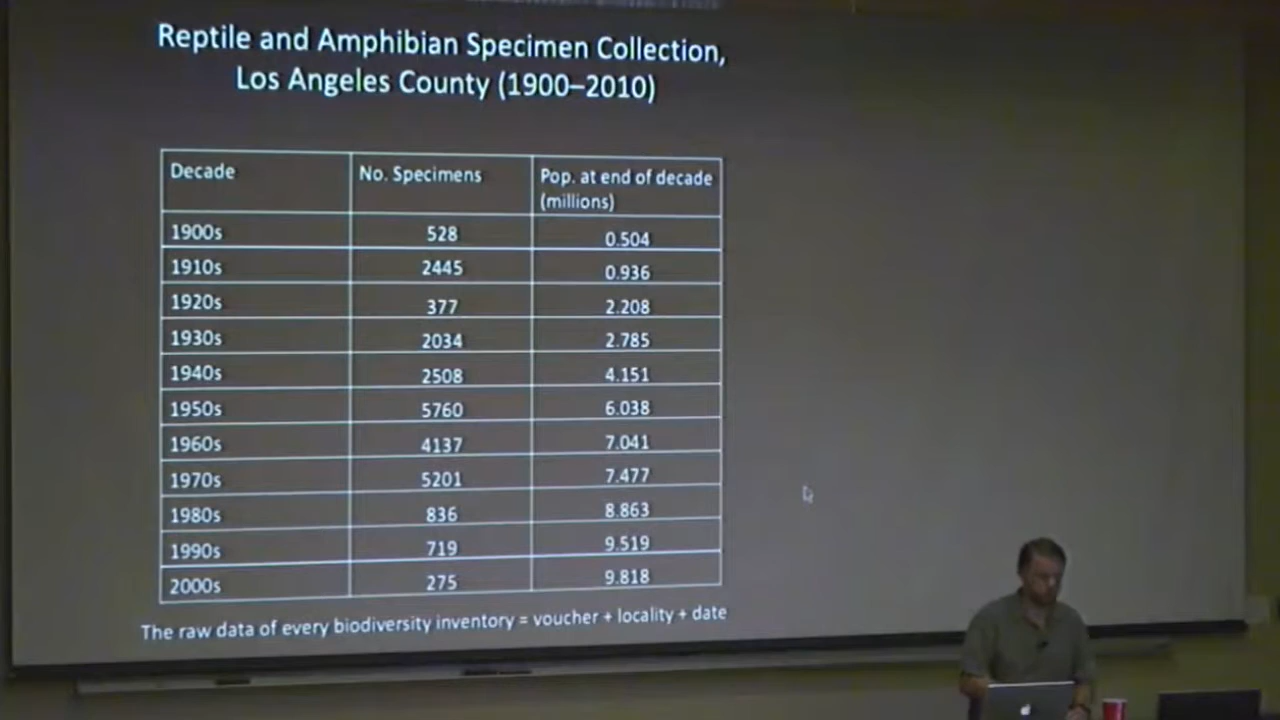 Reptile and Amphibian Specimen Collection,
Los Angeles County (1900–2010)
Decade No. Specimens Pop. at end of decade
(millions)
1900s 528 0.504
1910s 2445 0.936
1920s 377 2.208
1930s 2034 2.785
1940s 2508 4.151
1950s 5760 6.038
1960s 4137 7.041
1970s 5201 7.477
1980s 836 8.863
1990s 719 9.519
2000s 275 9.818
The raw data of every biodiversity inventory = voucher + locality + date